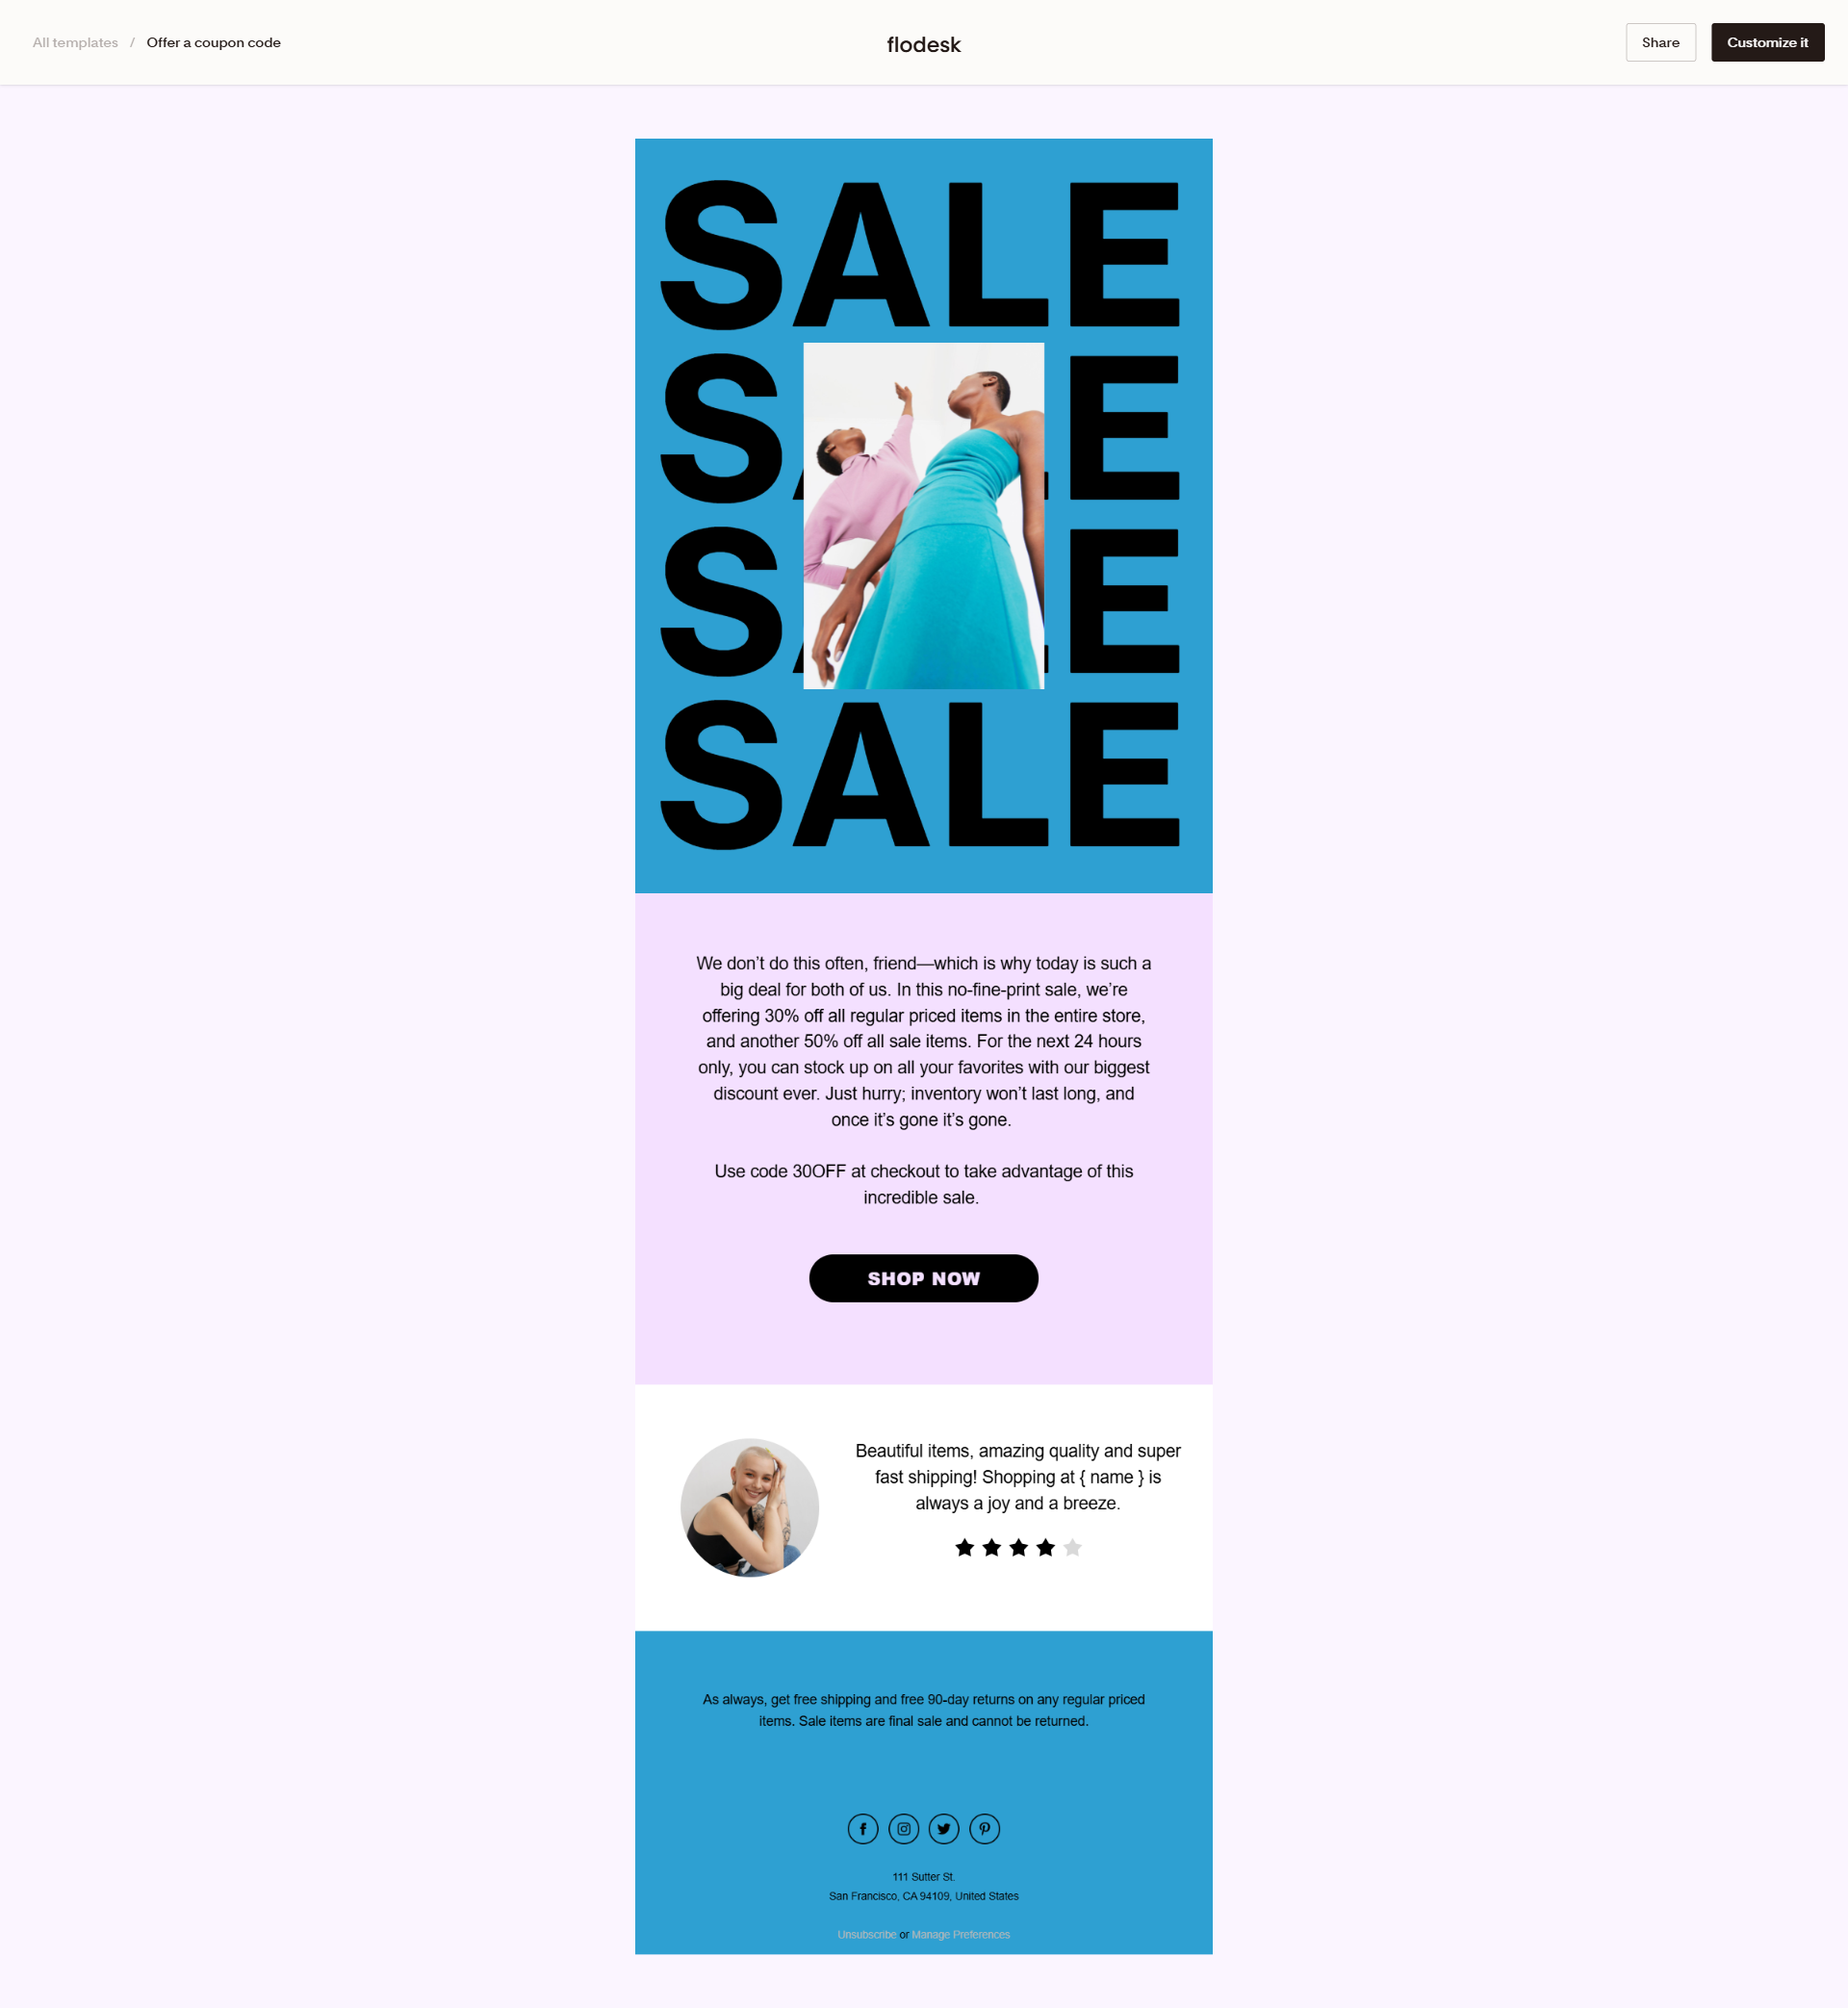 All templates / Offer a coupon code
flodesk
Share
Customize it
SALE
SALE
SALE
SALE
We don’t do this often, friend—which is why today is such a
big deal for both of us. In this no-fine-print sale, we’re
offering 30% off all regular priced items in the entire store,
and another 50% off all sale items. For the next 24 hours
only, you can stock up on all your favorites with our biggest
discount ever. Just hurry; inventory won’t last long, and
once it’s gone it’s gone.
Use code 30OFF at checkout to take advantage of this
incredible sale.
SHOP NOW
Beautiful items, amazing quality and super
fast shipping! Shopping at { name } is
always a joy and a breeze.
As always, get free shipping and free 90-day returns on any regular priced
items. Sale items are final sale and cannot be returned.
111 Sutter St.
San Francisco, CA 94109, United States
Unsubscribe or Manage Preferences